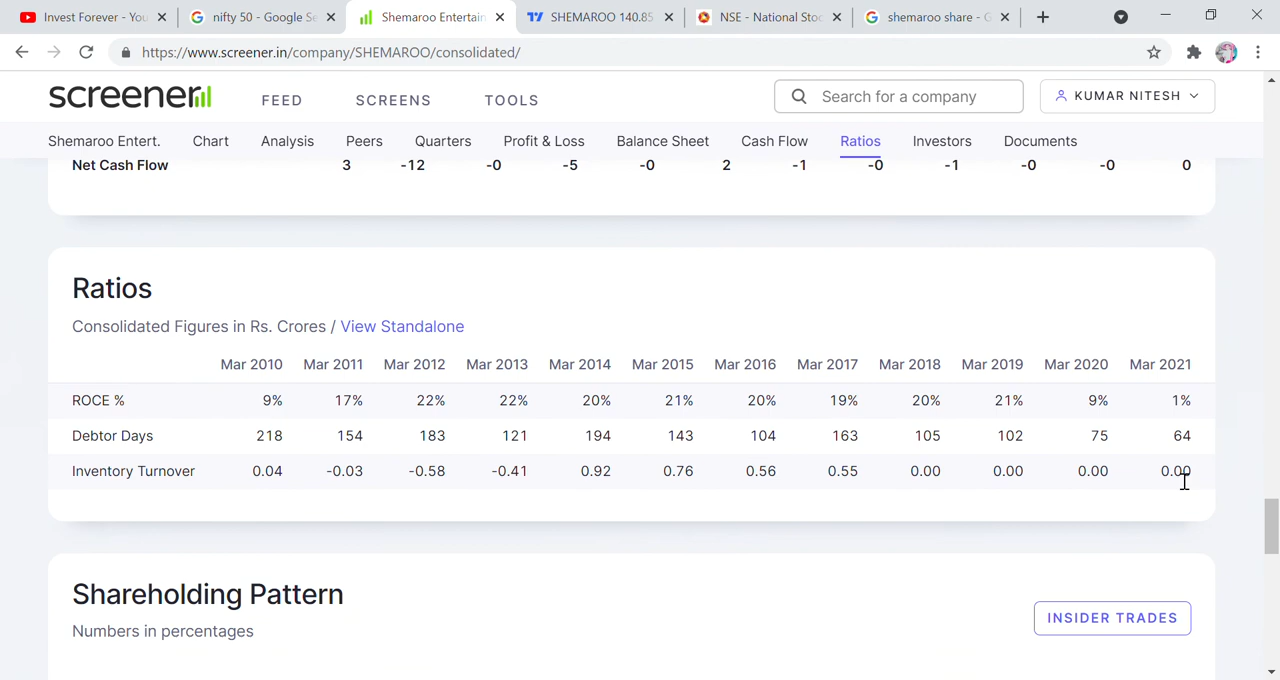 Invest Forever - You
nifty 50 - Google Se
Shemaroo Entertain
SHEMAROO 140.85
NSE - National Stoc
shemaroo share - G
https://www.screener.in/company/SHEMAROO/consolidated/
screener
FEED
SCREENS
TOOLS
Search for a company
KUMAR NITESH
Shemaroo Entert. Chart Analysis Peers Quarters Profit & Loss Balance Sheet Cash Flow Ratios Investors Documents
Net Cash Flow 3 -12 -0 -5 -0 2 -1 -0 -1 -0 -0 0
Ratios
Consolidated Figures in Rs. Crores / View Standalone
Mar 2010 Mar 2011 Mar 2012 Mar 2013 Mar 2014 Mar 2015 Mar 2016 Mar 2017 Mar 2018 Mar 2019 Mar 2020 Mar 2021
ROCE % 9% 17% 22% 22% 20% 21% 20% 19% 20% 21% 9% 1%
Debtor Days 218 154 183 121 194 143 104 163 105 102 75 64
Inventory Turnover 0.04 -0.03 -0.58 -0.41 0.92 0.76 0.56 0.55 0.00 0.00 0.00 0.00
Shareholding Pattern
Numbers in percentages
INSIDER TRADES